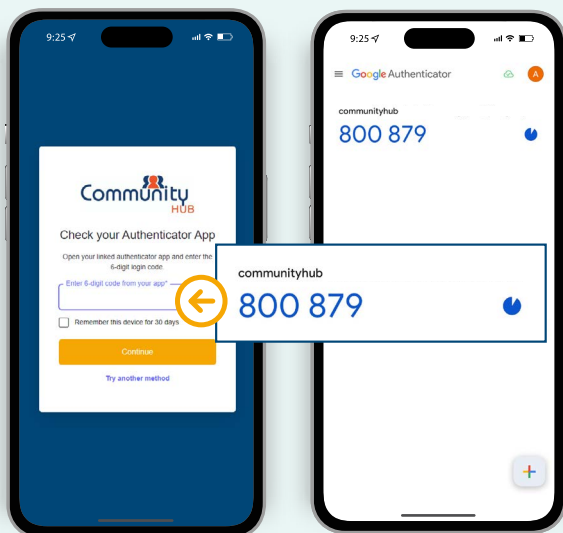 9:25
Community
HUB
Check your Authenticator App
Open your linked authenticator app and enter the
6-digit login code.
Enter 6-digit code from your app*
Remember this device for 30 days
Continue
Try another method
9:25
Google Authenticator
A
communityhub
800 879
communityhub
800 879